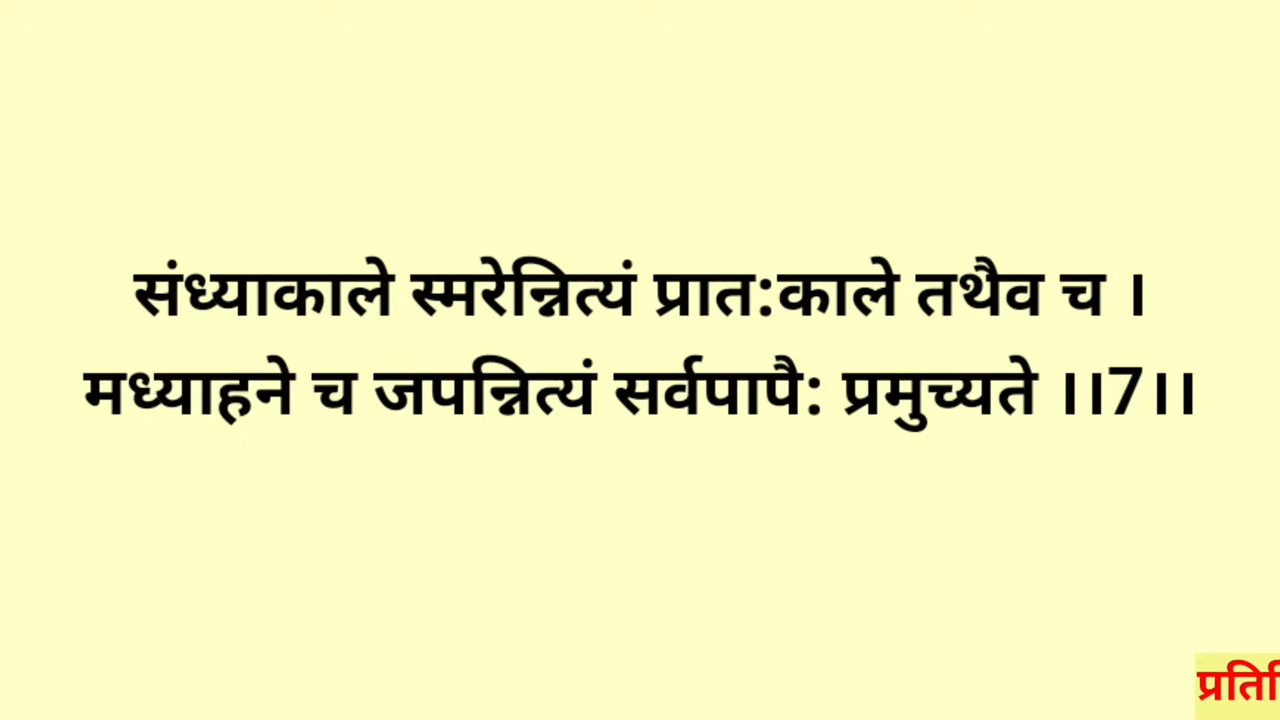 संध्याकाले स्मरेन्नित्यं प्रात:काले तथैव च ।
मध्याहने च जपन्नित्यं सर्वपापै: प्रमुच्यते ।।7।।